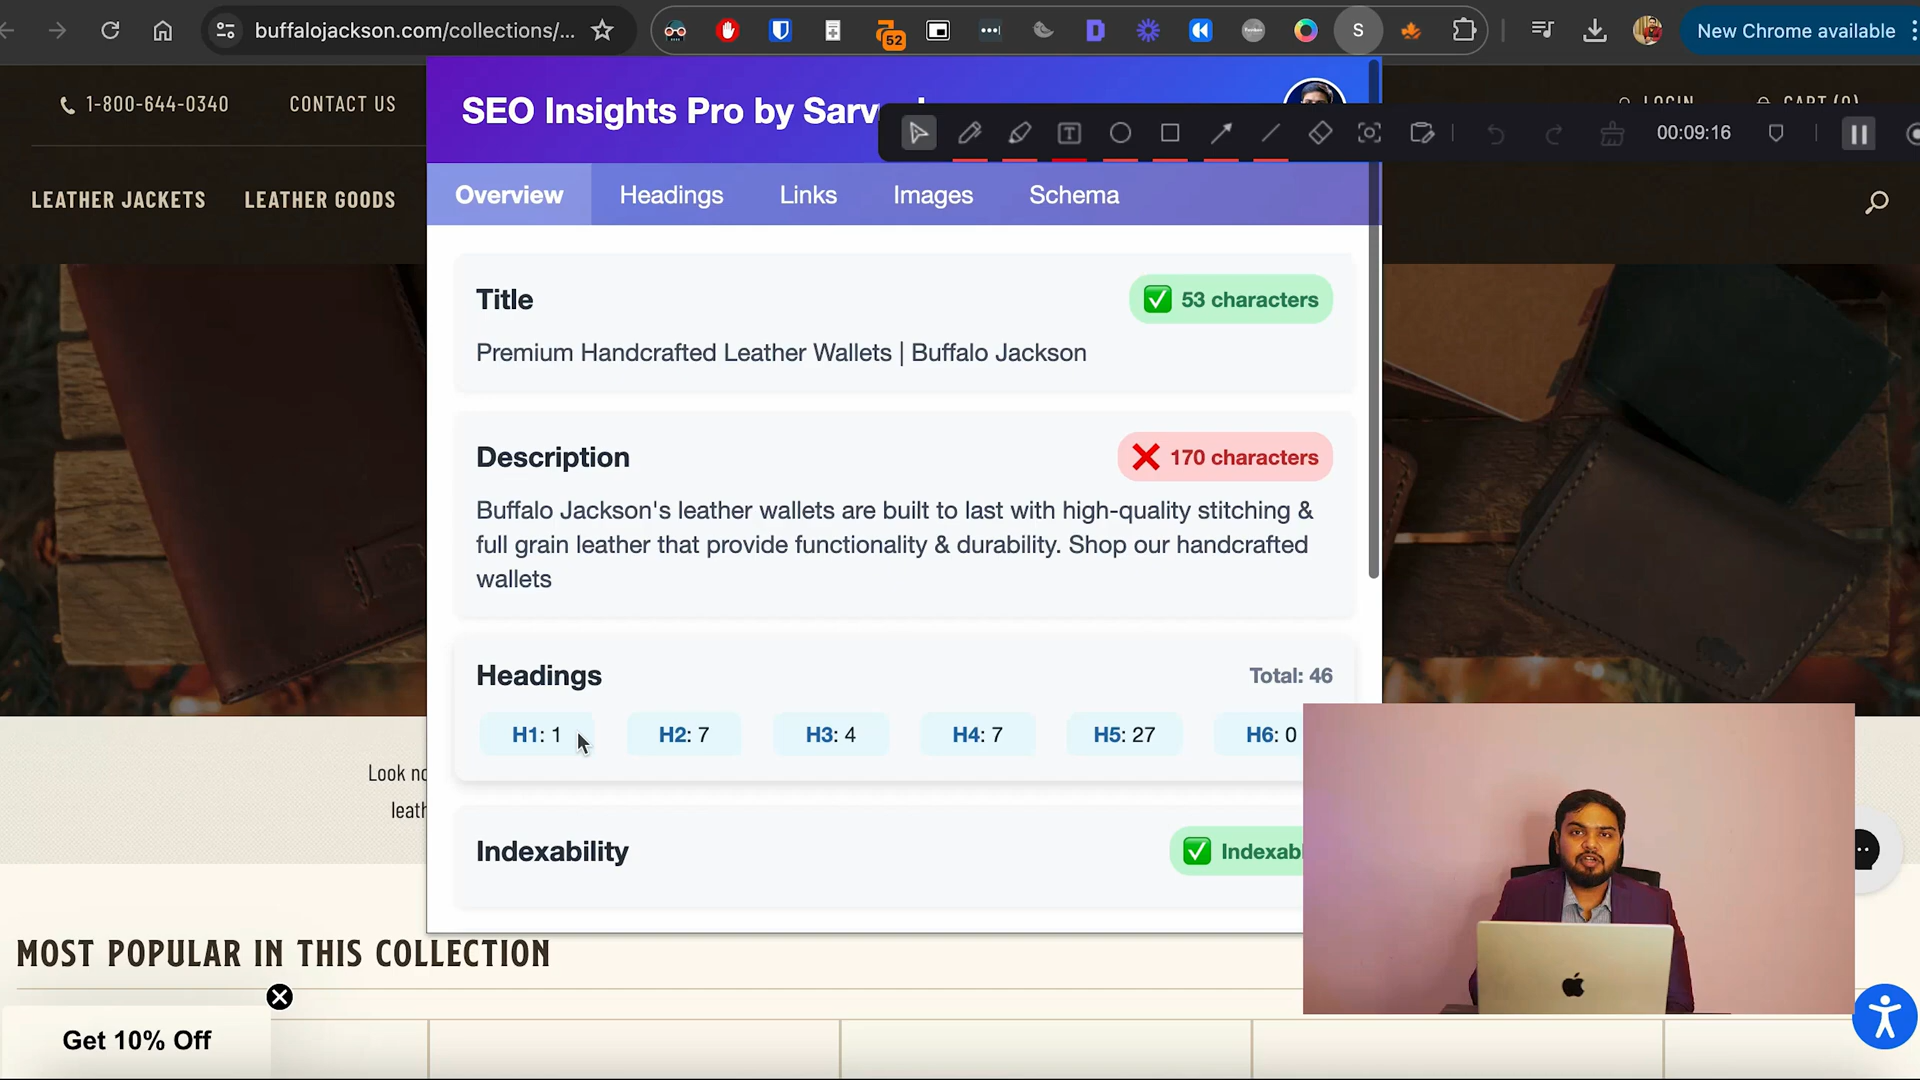 buffalojackson.com/collections/...
52
S
New Chrome available
1-800-644-0340
CONTACT US
LOGIN
CART (0)
SEO Insights Pro by
00:09:16
LEATHER JACKETS
LEATHER GOODS
Overview
Headings
Links
Images
Schema
Title
53 characters
Premium Handcrafted Leather Wallets | Buffalo Jackson
Description
170 characters
Buffalo Jackson's leather wallets are built to last with high-quality stitching &
full grain leather that provide functionality & durability. Shop our handcrafted
wallets
Headings
Total: 46
H1: 1
H2: 7
H3: 4
H4: 7
H5: 27
H6: 0
Look
Indexability
MOST POPULAR IN THIS COLLECTION
Get 10% Off